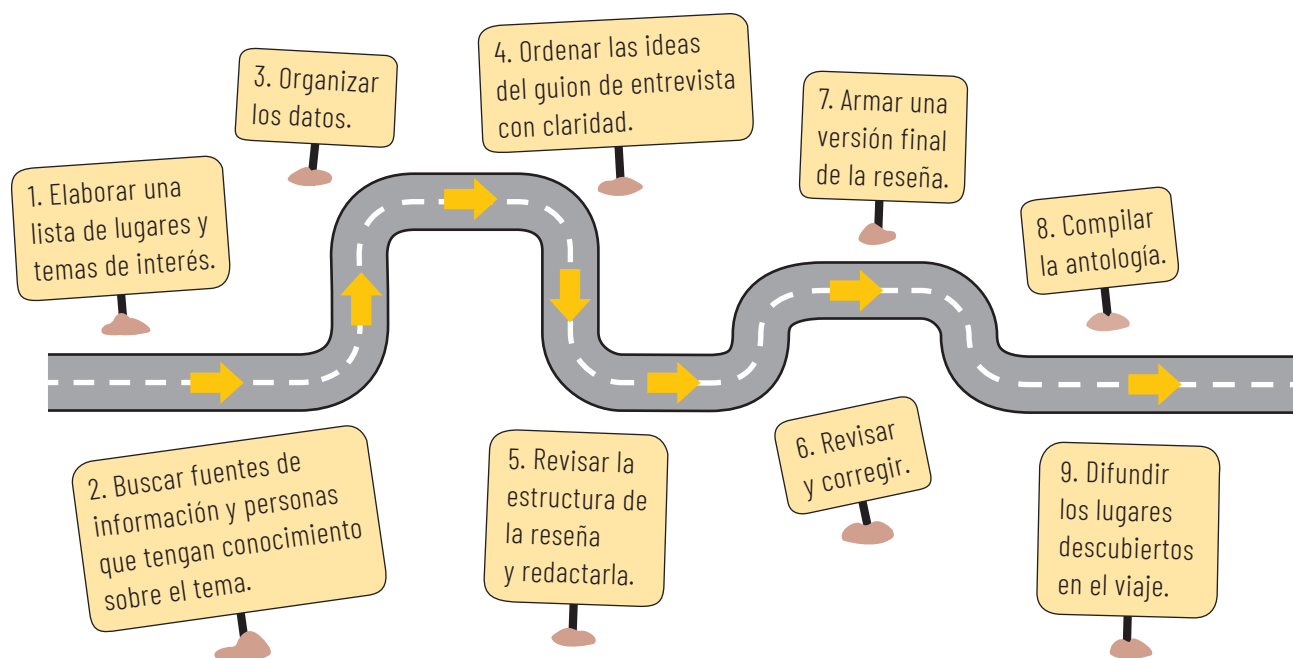 1. Elaborar una
lista de lugares y
temas de interés.
2. Buscar fuentes de
información y personas
que tengan conocimiento
sobre el tema.
3. Organizar
los datos.
4. Ordenar las ideas
del guion de entrevista
con claridad.
5. Revisar la
estructura de
la reseña
y redactarla.
6. Revisar
y corregir.
7. Armar una
versión final
de la reseña.
8. Compilar
la antología.
9. Difundir
los lugares
descubiertos
en el viaje.